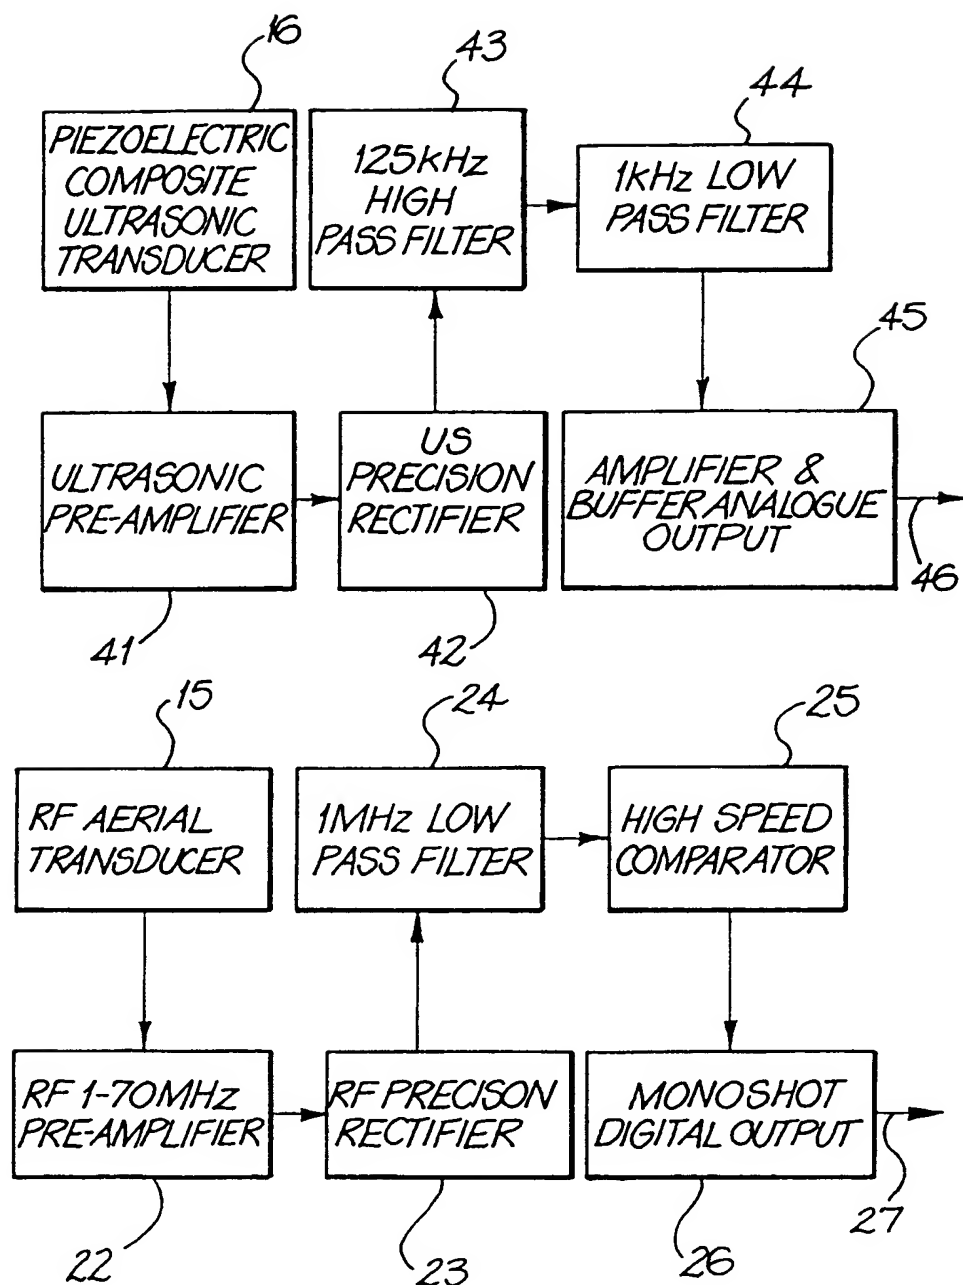 16
43
44
PIEZOELECTRIC
COMPOSITE
ULTRASONIC
TRANSDUCER
125kHz
HIGH
PASS FILTER
1kHz LOW
PASS FILTER
45
ULTRASONIC
PRE-AMPLIFIER
US
PRECISION
RECTIFIER
AMPLIFIER &
BUFFER ANALOGUE
OUTPUT
46
41
42
15
24
25
RF AERIAL
TRANSDUCER
1MHz LOW
PASS FILTER
HIGH SPEED
COMPARATOR
RF 1-70MHz
PRE-AMPLIFIER
RF PRECISON
RECTIFIER
MONOSHOT
DIGITAL OUTPUT
27
22
23
26